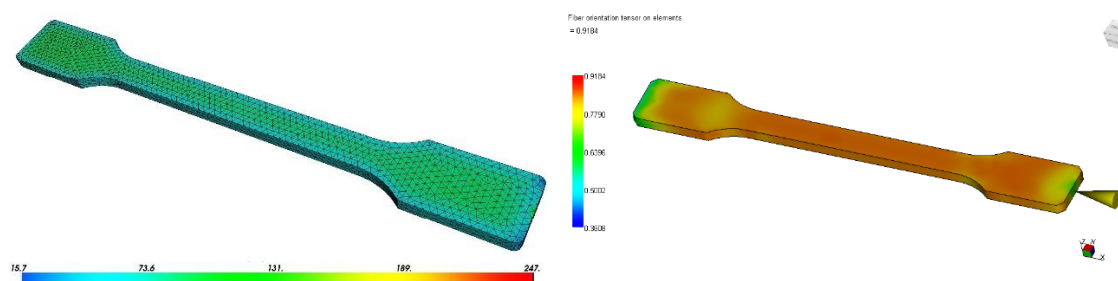 Fiber orientation tensor on elements
= 0.9184
0.9184
0.7790
0.6396
0.5002
0.3608
15.7
73.6
131.
189.
247.
Z
Y
X